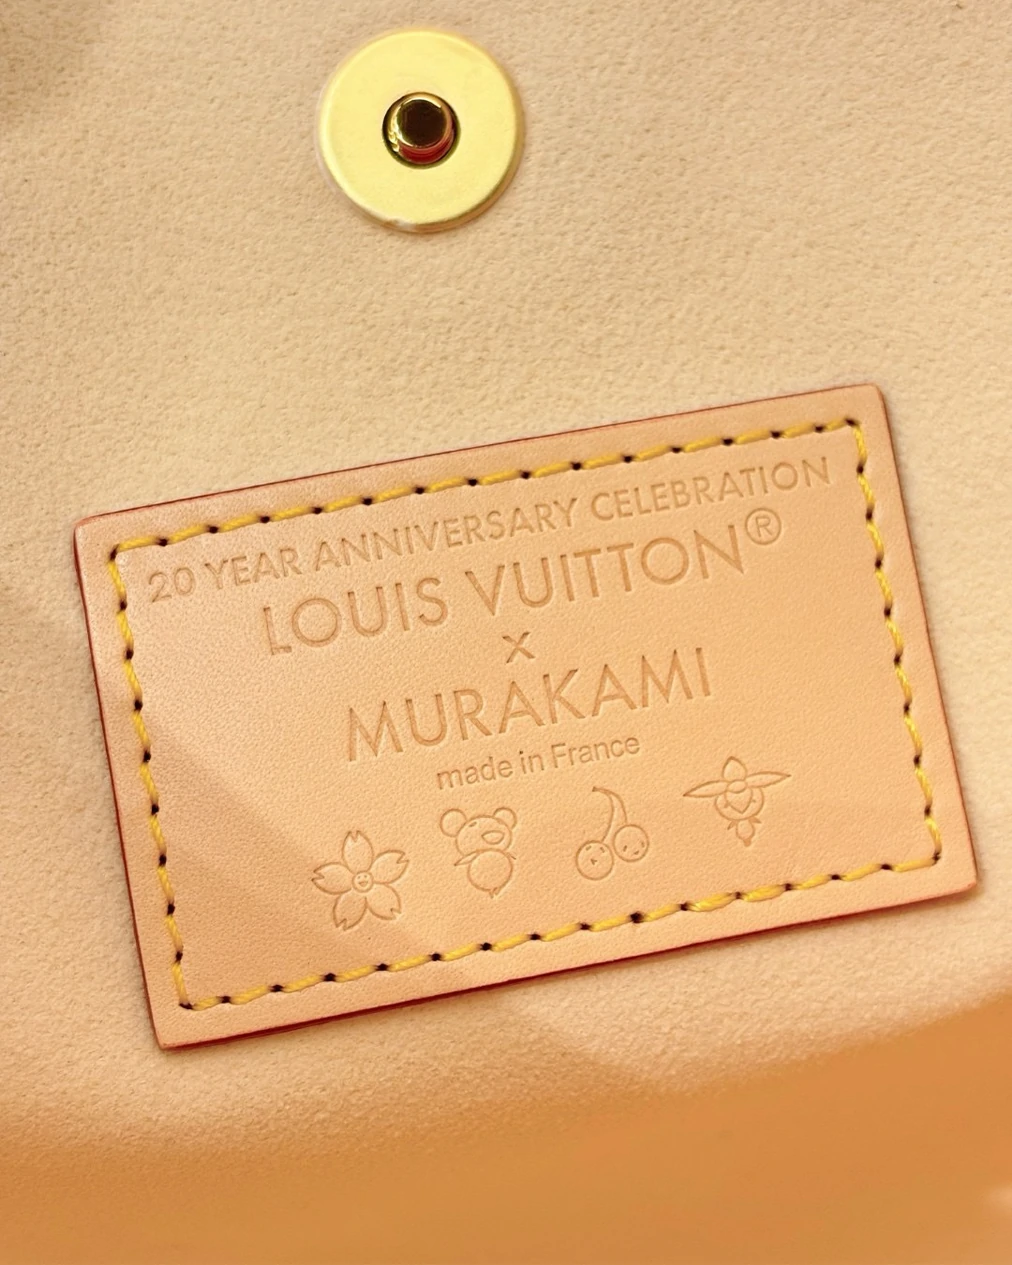 20 YEAR ANNIVERSARY CELEBRATION
LOUIS VUITTON®
x
MURAKAMI
made in France